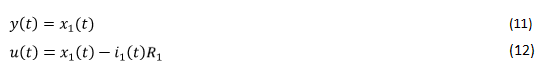 y(t) = x₁(t) (11)
u(t) = x₁(t) − i₁(t)R₁ (12)